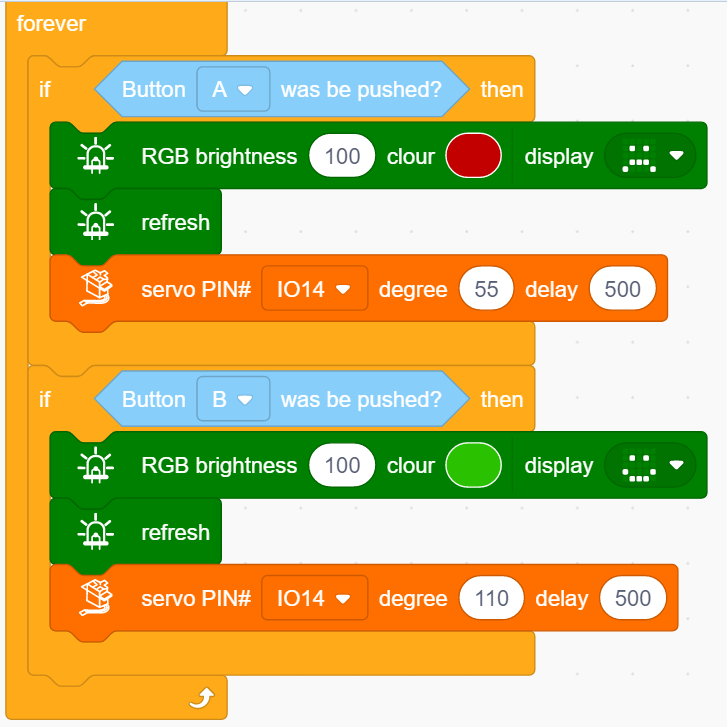 forever
if Button A was be pushed? then
RGB brightness 100 clour display
refresh
servo PIN# IO14 degree 55 delay 500
if Button B was be pushed? then
RGB brightness 100 clour display
refresh
servo PIN# IO14 degree 110 delay 500